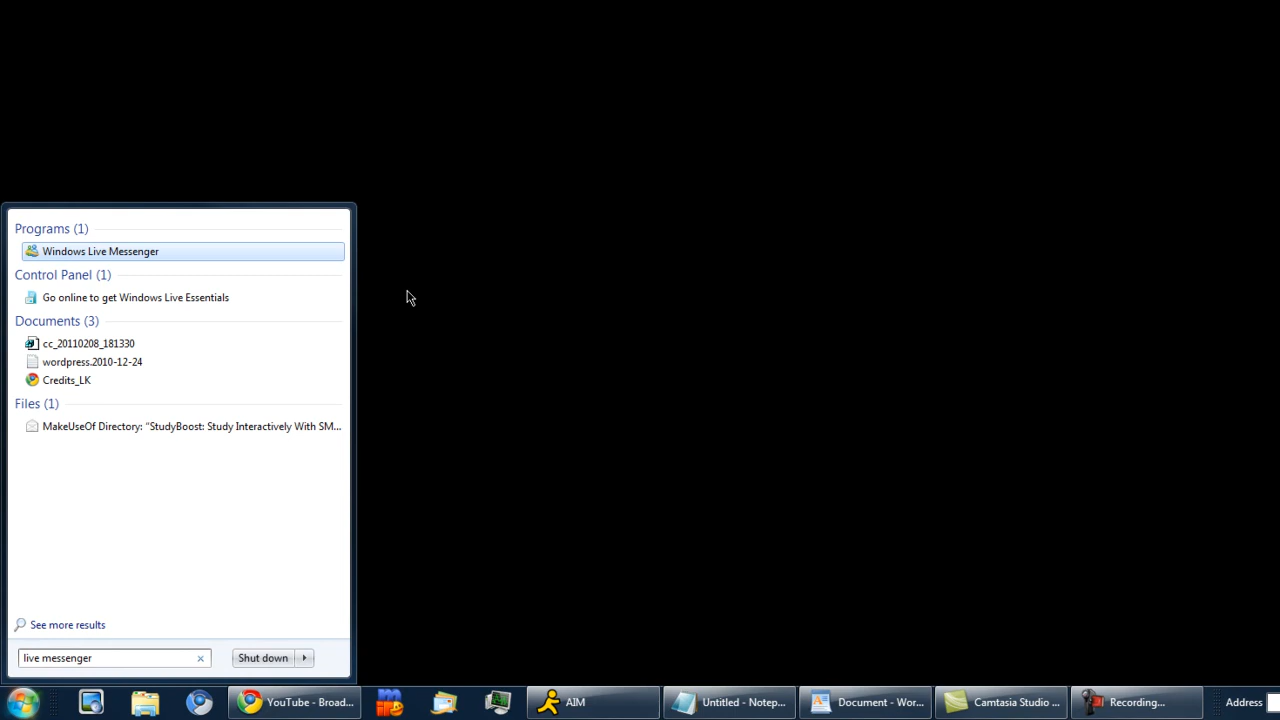 Programs (1)
Windows Live Messenger
Control Panel (1)
Go online to get Windows Live Essentials
Documents (3)
cc_20110208_181330
wordpress.2010-12-24
Credits_LK
Files (1)
MakeUseOf Directory: “StudyBoost: Study Interactively With SM...
See more results
live messenger
Shut down
YouTube - Broad...
AIM
Untitled - Notep...
Document - Wor...
Camtasia Studio ...
Recording...
Address